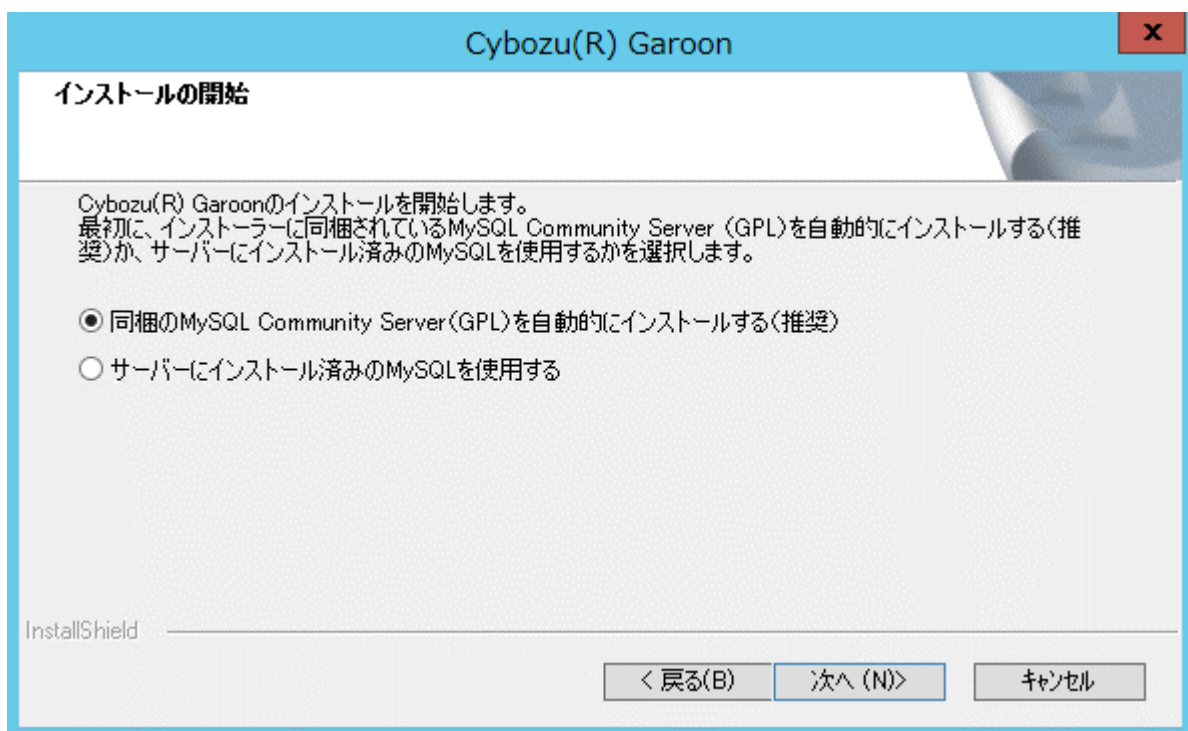 Cybozu(R) Garoon
x
インストールの開始
Cybozu(R) Garoonのインストールを開始します。
最初に、インストーラーに同梱されているMySQL Community Server (GPL)を自動的にインストールする(推
奨)か、サーバーにインストール済みのMySQLを使用するかを選択します。
同梱のMySQL Community Server(GPL)を自動的にインストールする(推奨)
サーバーにインストール済みのMySQLを使用する
InstallShield
< 戻る(B)
次へ (N)>
キャンセル